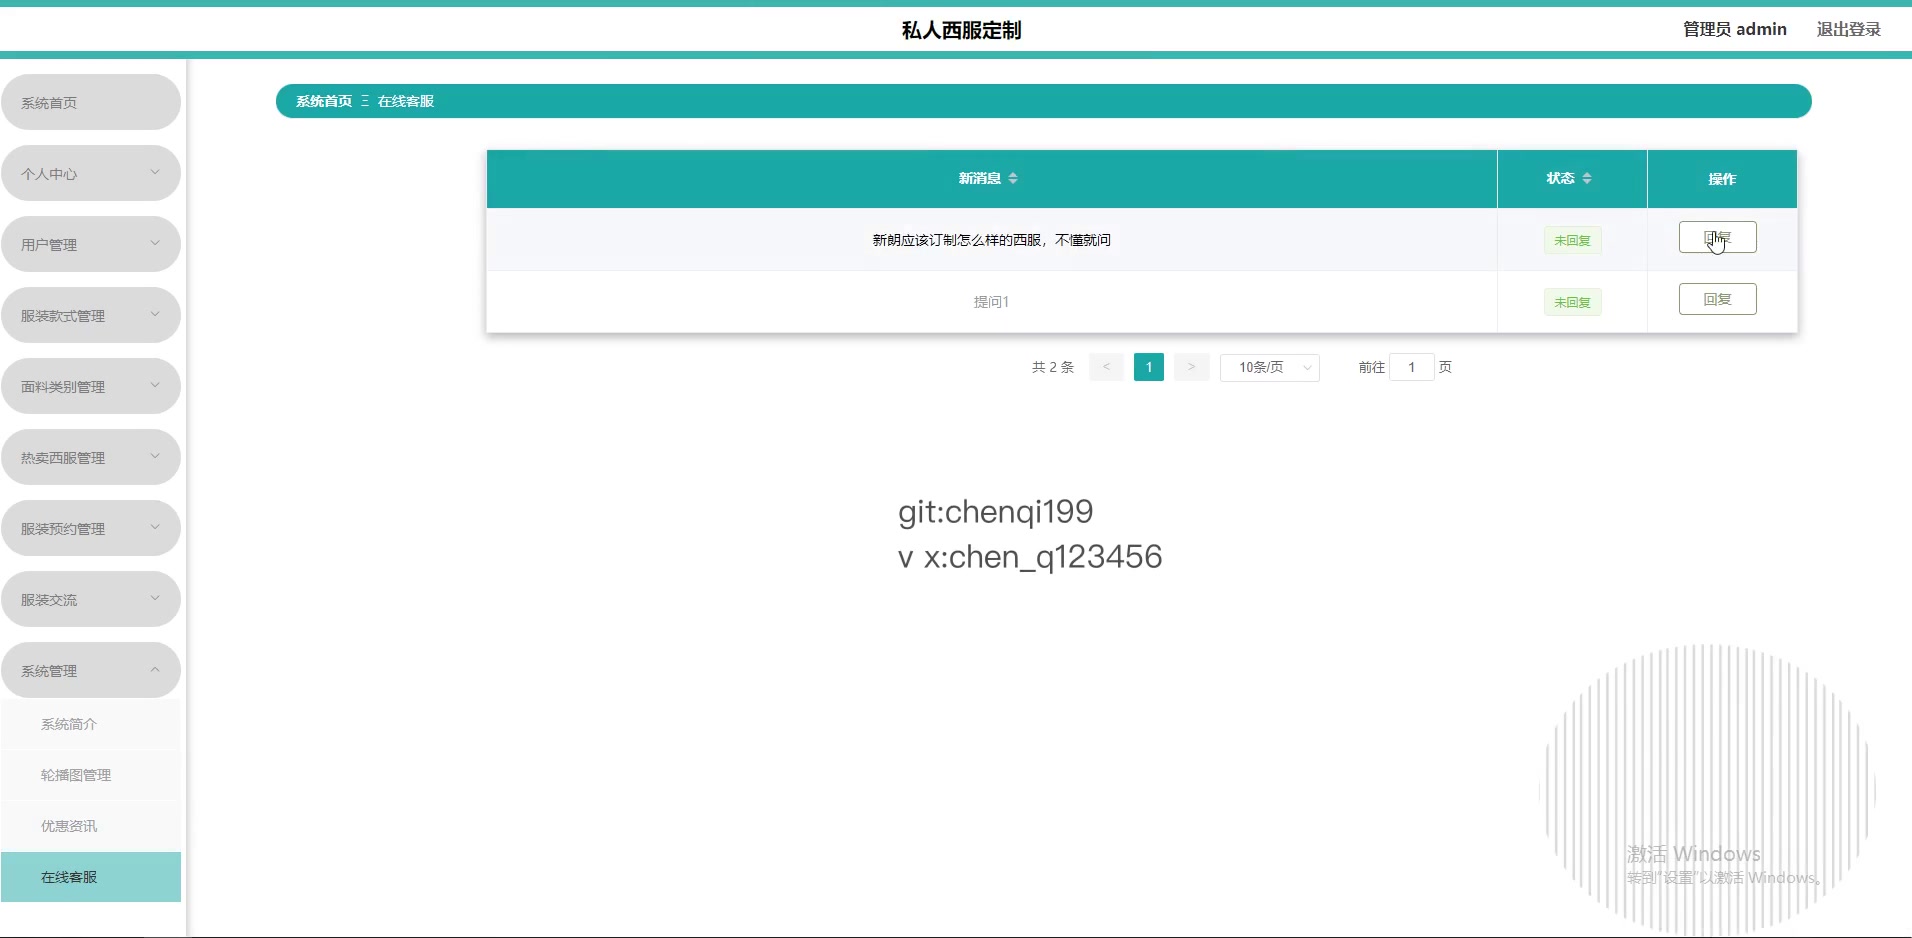 私人西服定制
管理员 admin
退出登录
系统首页
个人中心
用户管理
服装款式管理
面料类别管理
热卖西服管理
服装预约管理
服装交流
系统管理
系统简介
轮播图管理
优惠资讯
在线客服
系统首页 Ξ 在线客服
新消息 状态 操作
新朗应该订制怎么样的西服，不懂就问 未回复 回复
提问1 未回复 回复
共 2 条 < 1 > 10条/页 前往 1 页
git:chenqi199
v x:chen_q123456
激活 Windows
转到"设置"以激活 Windows。